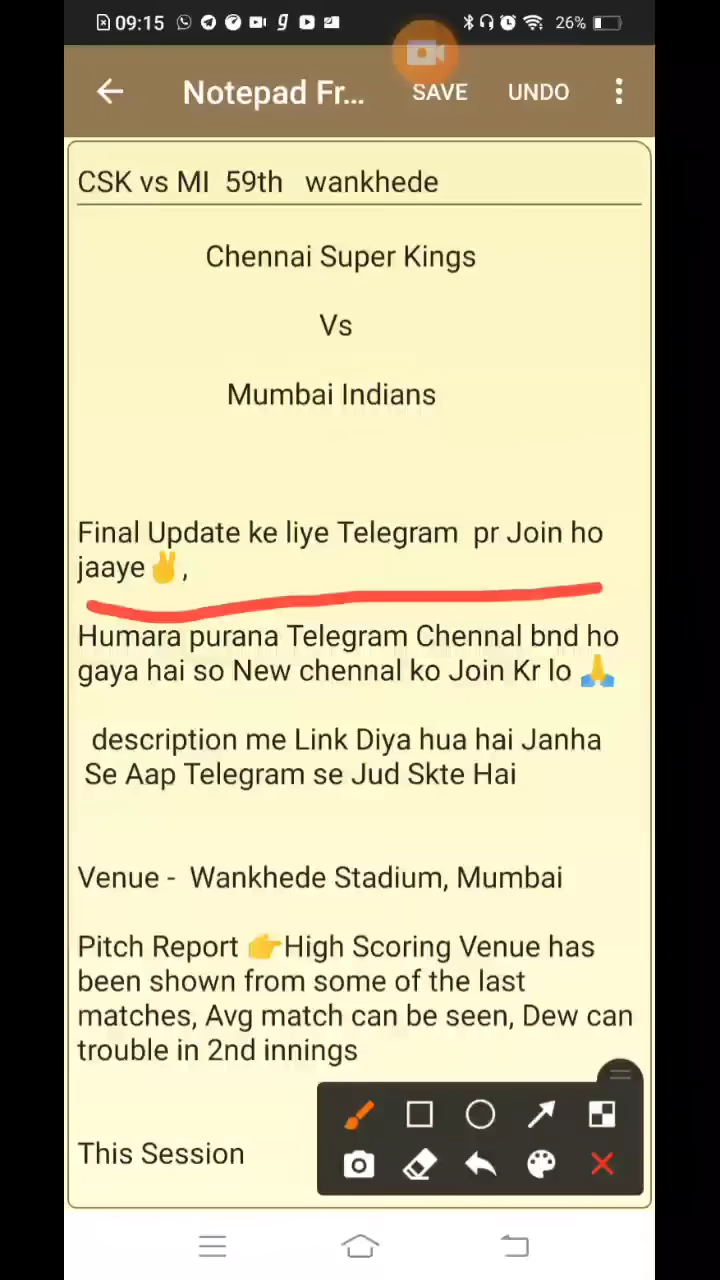 09:15
26%
Notepad Fr... SAVE UNDO
CSK vs MI 59th wankhede
Chennai Super Kings
Vs
Mumbai Indians
Final Update ke liye Telegram pr Join ho
jaaye✌️,
Humara purana Telegram Chennal bnd ho
gaya hai so New chennal ko Join Kr lo 🙏
description me Link Diya hua hai Janha
Se Aap Telegram se Jud Skte Hai
Venue - Wankhede Stadium, Mumbai
Pitch Report 👉High Scoring Venue has
been shown from some of the last
matches, Avg match can be seen, Dew can
trouble in 2nd innings
This Session